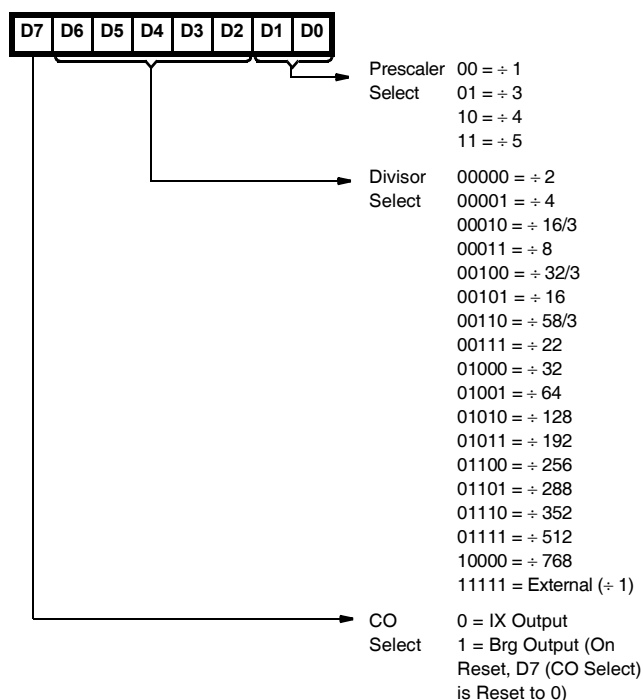 D7 D6 D5 D4 D3 D2 D1 D0
Prescaler 00 = ÷ 1
Select 01 = ÷ 3
10 = ÷ 4
11 = ÷ 5
Divisor 00000 = ÷ 2
Select 00001 = ÷ 4
00010 = ÷ 16/3
00011 = ÷ 8
00100 = ÷ 32/3
00101 = ÷ 16
00110 = ÷ 58/3
00111 = ÷ 22
01000 = ÷ 32
01001 = ÷ 64
01010 = ÷ 128
01011 = ÷ 192
01100 = ÷ 256
01101 = ÷ 288
01110 = ÷ 352
01111 = ÷ 512
10000 = ÷ 768
11111 = External (÷ 1)
CO 0 = IX Output
Select 1 = Brg Output (On
Reset, D7 (CO Select)
is Reset to 0)